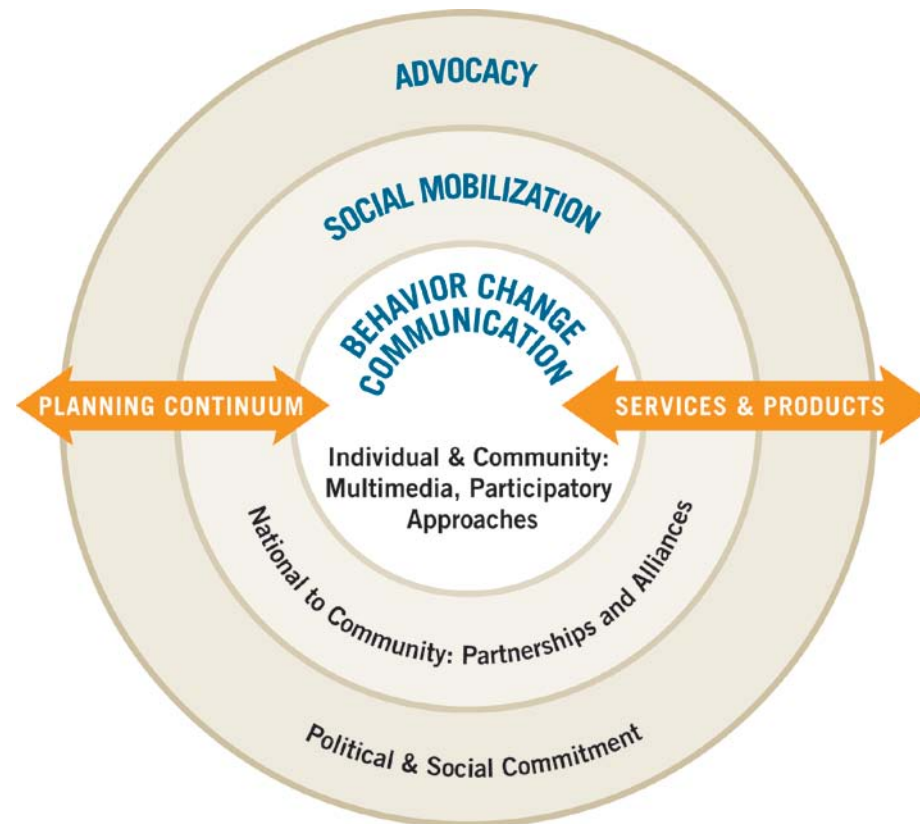 ADVOCACY
SOCIAL MOBILIZATION
BEHAVIOR CHANGE
COMMUNICATION
PLANNING CONTINUUM
SERVICES & PRODUCTS
Individual & Community:
Multimedia, Participatory
Approaches
National to Community: Partnerships and Alliances
Political & Social Commitment